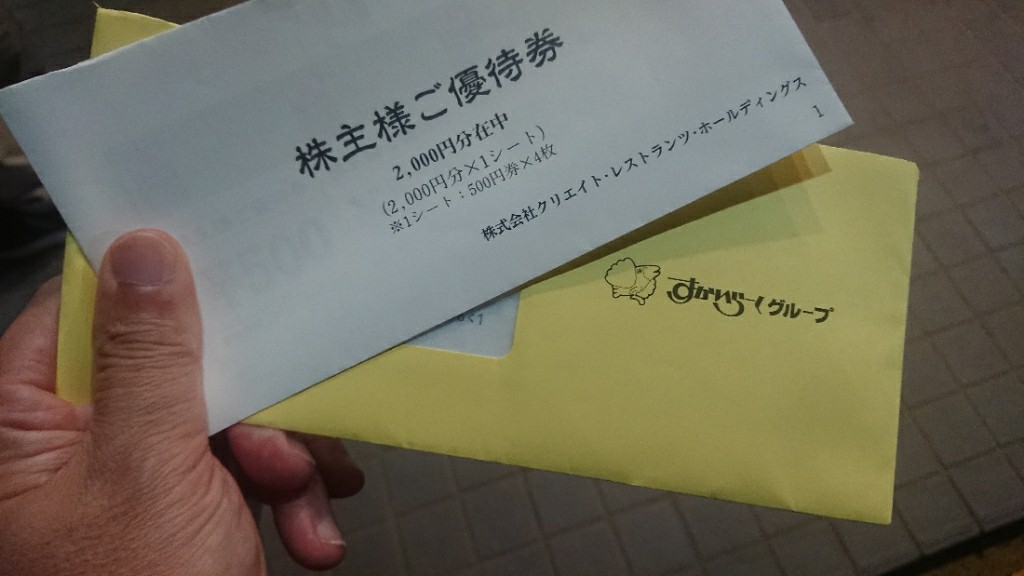 株主様ご優待券
2,000円分在中
(2,000円分×1シート)
※1シート：500円券×4枚
株式会社クリエイト・レストランツ・ホールディングス
1
すかいらーくグループ